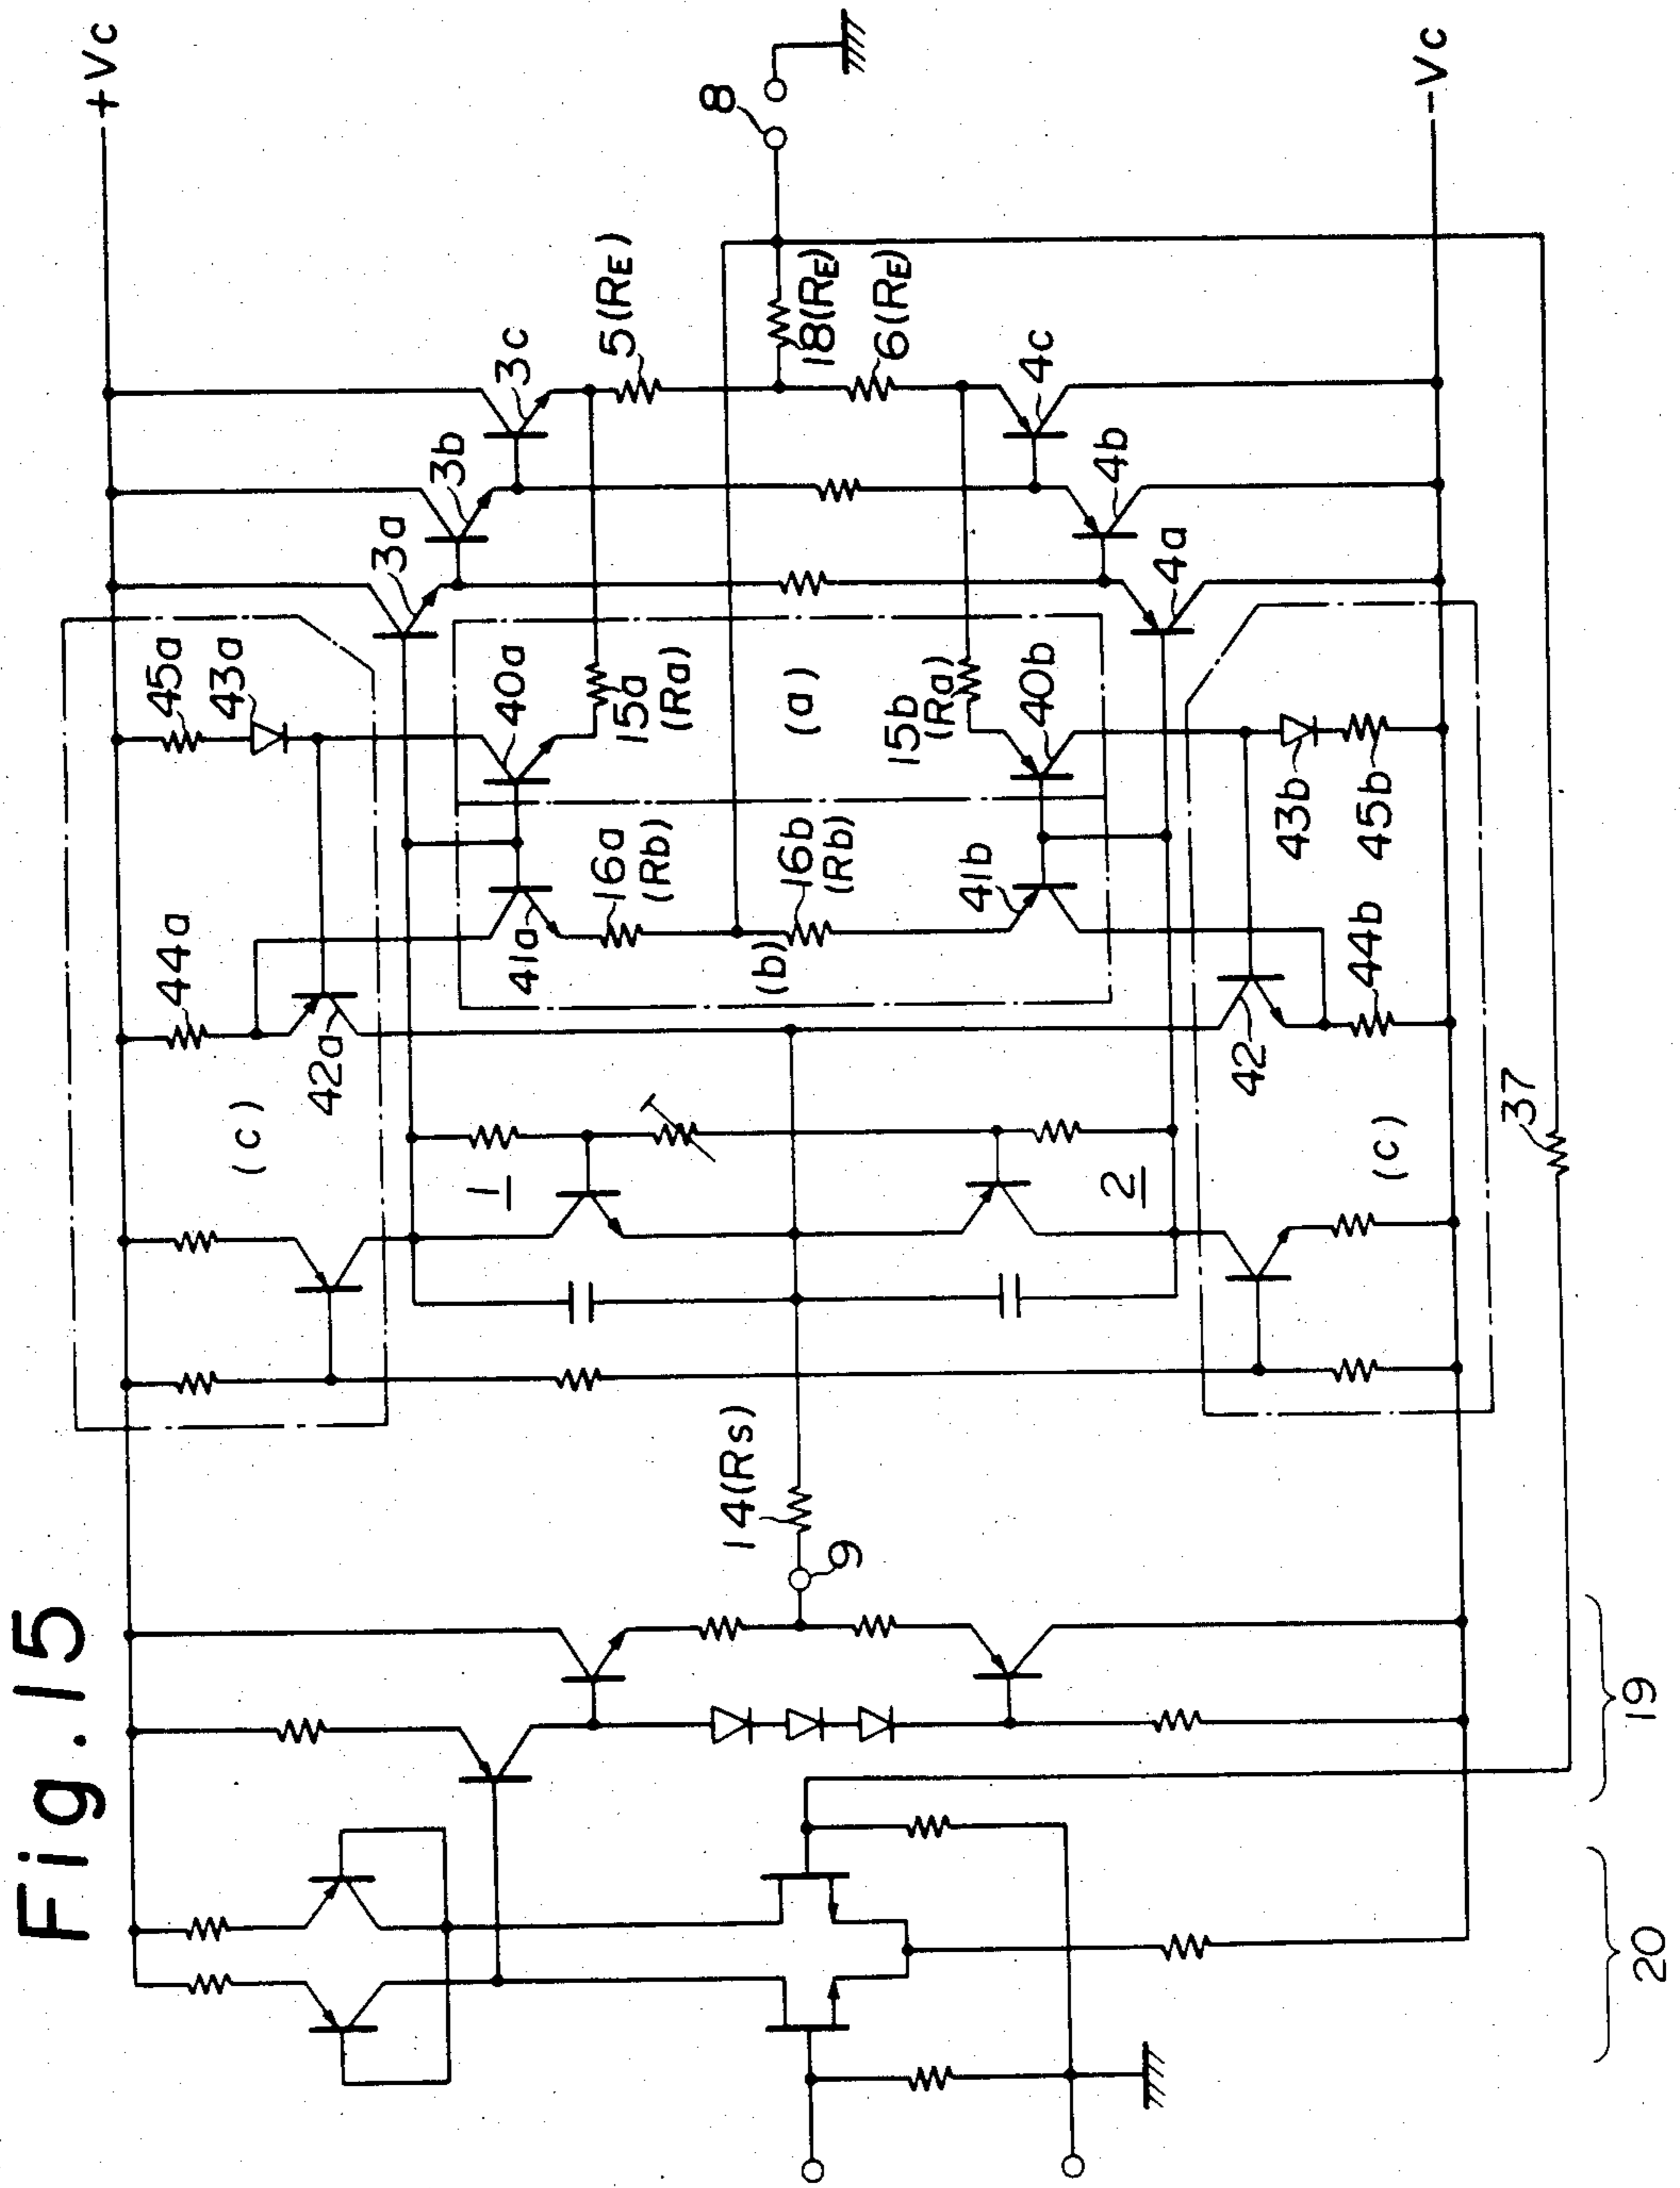 Fig. 15
+Vc
-Vc
8
5(RE)
18(RE)
6(RE)
3c
4c
3b
4b
3a
4a
45a
43a
40a
15a
(Ra)
(a)
15b
(Ra)
40b
43b
45b
44a
41a
16a
(Rb)
16b
(Rb)
(b)
41b
44b
42a
42
(c)
(c)
1
2
37
14(Rs)
9
19
20